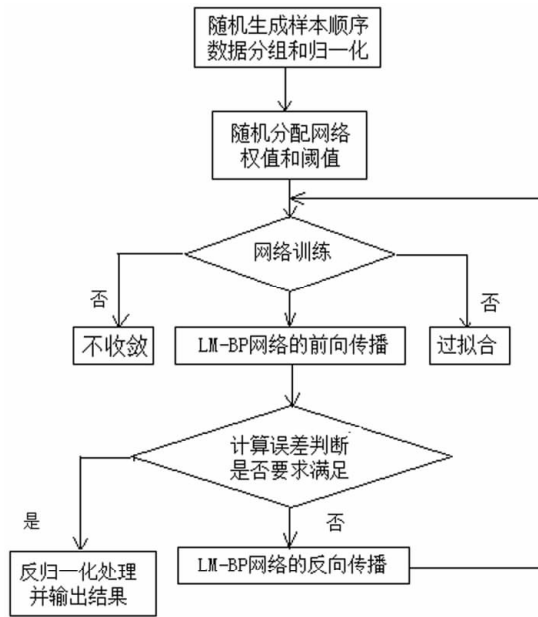 随机生成样本顺序
数据分组和归一化
随机分配网络
权值和阈值
网络训练
否
否
不收敛
LM-BP网络的前向传播
过拟合
计算误差判断
是否要求满足
是
否
反归一化处理
并输出结果
LM-BP网络的反向传播